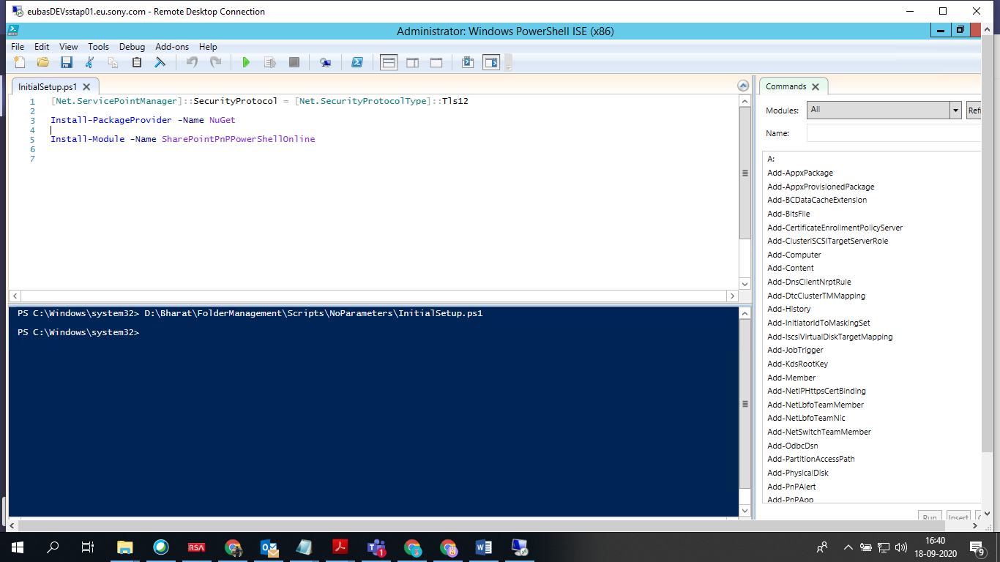 eubasDEVsstap01.eu.sony.com - Remote Desktop Connection
Administrator: Windows PowerShell ISE (x86)
File Edit View Tools Debug Add-ons Help
InitialSetup.ps1
1 [Net.ServicePointManager]::SecurityProtocol = [Net.SecurityProtocolType]::Tls12
2
3 Install-PackageProvider -Name NuGet
4
5 Install-Module -Name SharePointPnPPowerShellOnline
6
7
PS C:\Windows\system32> D:\Bharat\FolderManagement\Scripts\NoParameters\InitialSetup.ps1
PS C:\Windows\system32>
Commands
Modules: All Refr
Name:
A:
Add-AppxPackage
Add-AppxProvisionedPackage
Add-BCDataCacheExtension
Add-BitsFile
Add-CertificateEnrollmentPolicyServer
Add-ClusteriSCSITargetServerRole
Add-Computer
Add-Content
Add-DnsClientNrptRule
Add-DtcClusterTMMapping
Add-History
Add-InitiatorIdToMaskingSet
Add-IscsiVirtualDiskTargetMapping
Add-JobTrigger
Add-KdsRootKey
Add-Member
Add-NetIPHttpsCertBinding
Add-NetLbfoTeamMember
Add-NetLbfoTeamNic
Add-NetSwitchTeamMember
Add-OdbcDsn
Add-PartitionAccessPath
Add-PhysicalDisk
Add-PnPAlert
Add-PnPApp
Run Insert
RSA
1
16:40
18-09-2020
9